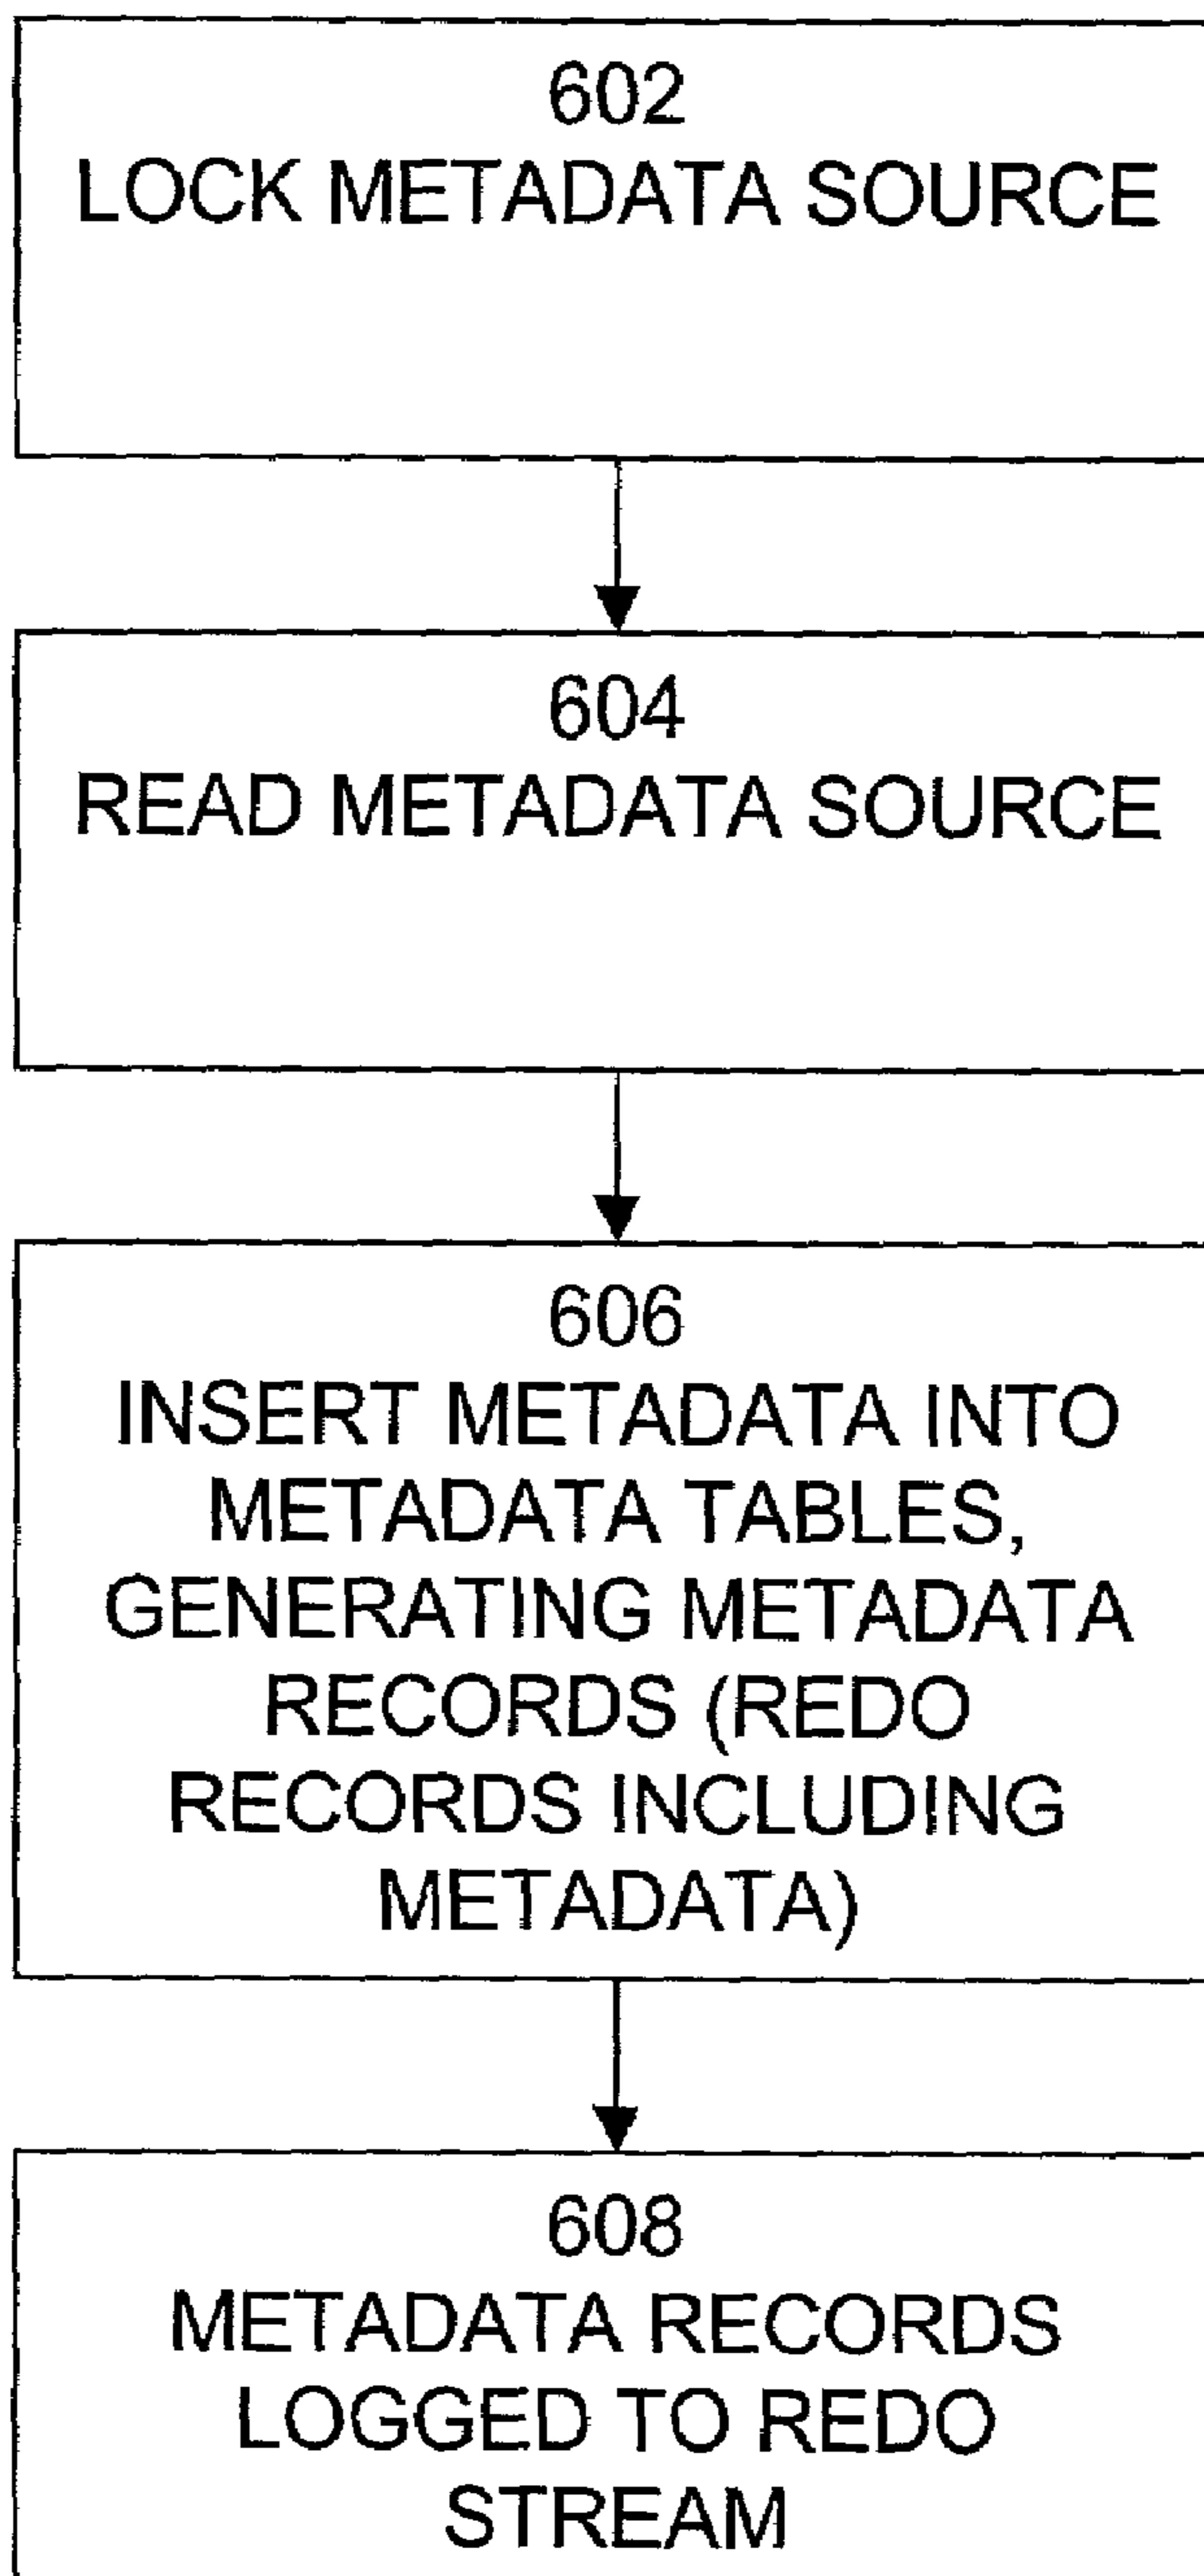 602
LOCK METADATA SOURCE
604
READ METADATA SOURCE
606
INSERT METADATA INTO
METADATA TABLES,
GENERATING METADATA
RECORDS (REDO
RECORDS INCLUDING
METADATA)
608
METADATA RECORDS
LOGGED TO REDO
STREAM